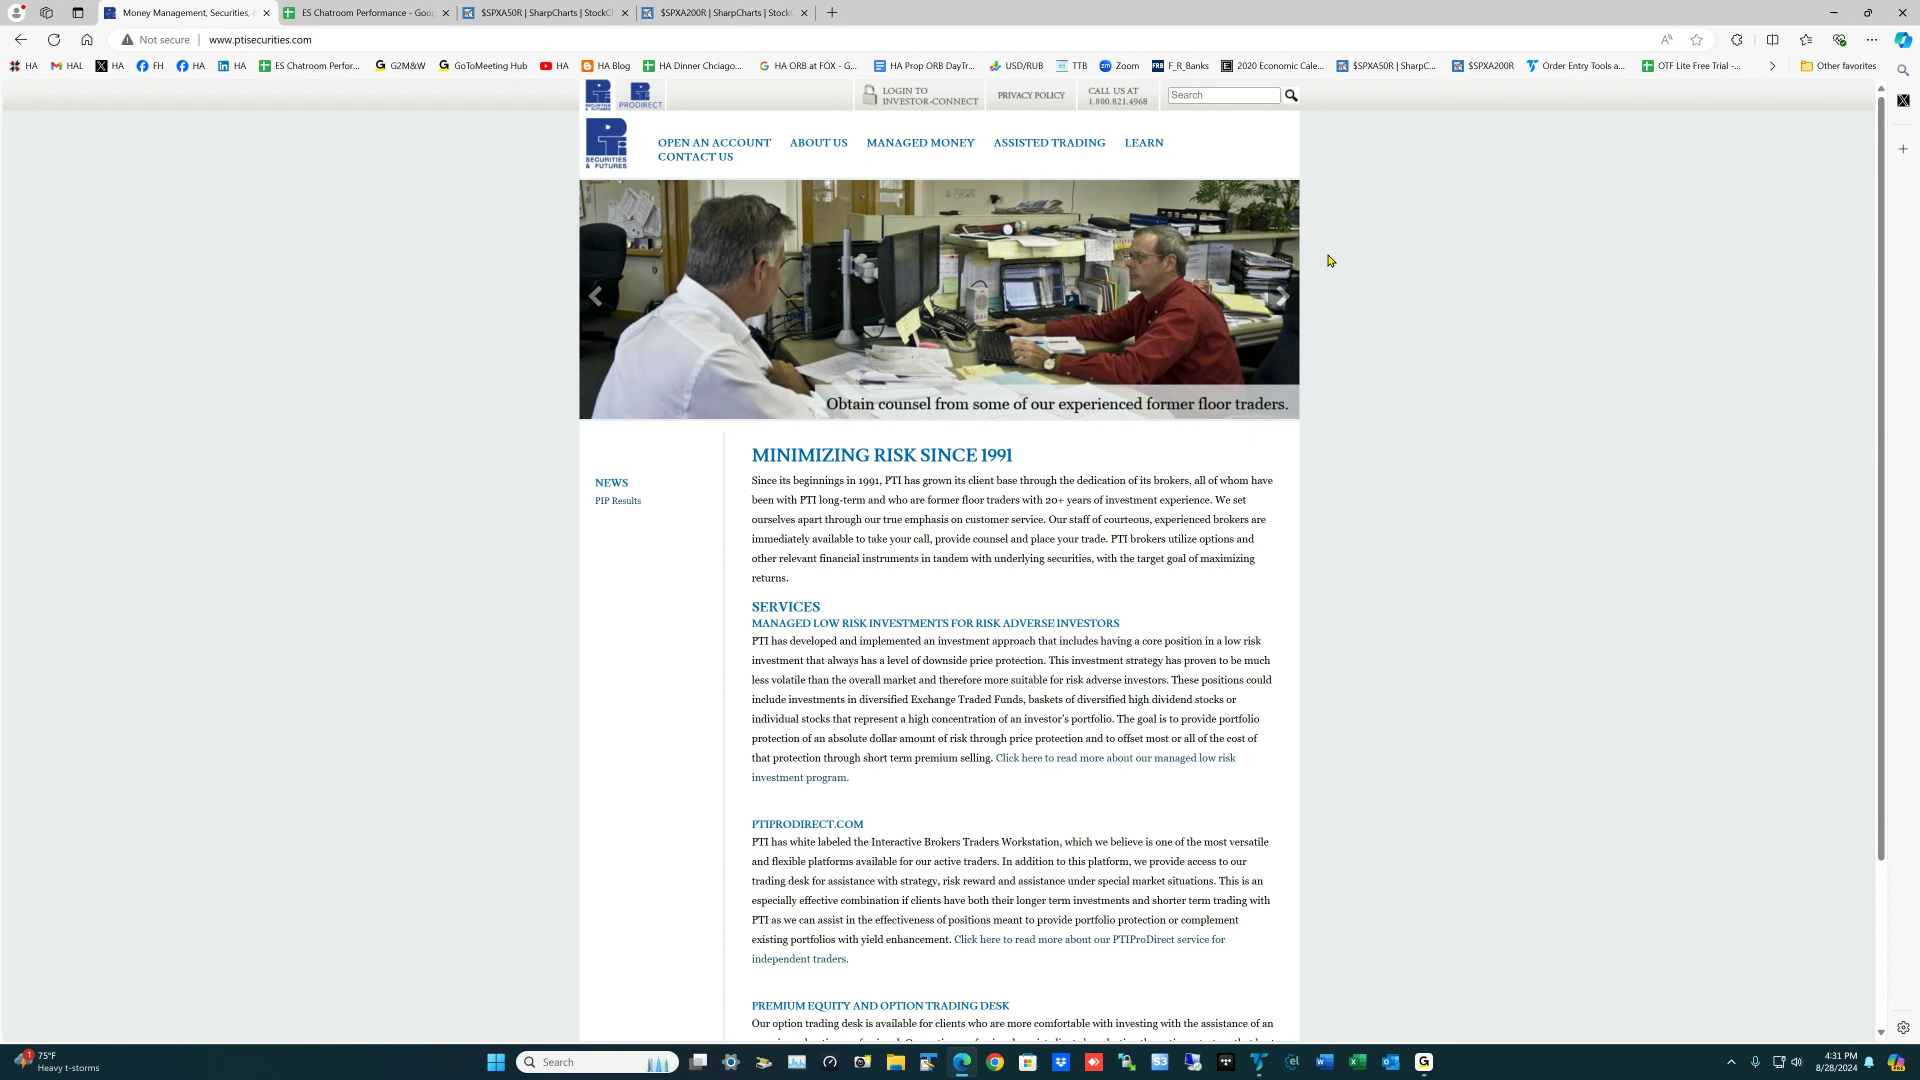 Money Management, Securities,
ES Chatroom Performance - Goo
$SPXA50R | SharpCharts | StockC
$SPXA200R | SharpCharts | Stock
Not secure
www.ptisecurities.com
HA
HAL
HA
FH
HA
HA
ES Chatroom Perfor...
G2M&W
GoToMeeting Hub
HA
HA Blog
HA Dinner Chciago...
HA ORB at FOX - G...
HA Prop ORB DayTr...
USD/RUB
TTB
Zoom
F_R_Banks
2020 Economic Cale...
$SPXA50R | SharpC...
$SPXA200R
Order Entry Tools a...
OTF Lite Free Trial -...
Other favorites
SECURITIES
& FUTURES
PRODIRECT
LOGIN TO
INVESTOR-CONNECT
PRIVACY POLICY
CALL US AT
1.800.821.4968
Search
PTi
SECURITIES
& FUTURES
OPEN AN ACCOUNT
ABOUT US
MANAGED MONEY
ASSISTED TRADING
LEARN
CONTACT US
Obtain counsel from some of our experienced former floor traders.
NEWS
PIP Results
MINIMIZING RISK SINCE 1991
Since its beginnings in 1991, PTI has grown its client base through the dedication of its brokers, all of whom have
been with PTI long-term and who are former floor traders with 20+ years of investment experience. We set
ourselves apart through our true emphasis on customer service. Our staff of courteous, experienced brokers are
immediately available to take your call, provide counsel and place your trade. PTI brokers utilize options and
other relevant financial instruments in tandem with underlying securities, with the target goal of maximizing
returns.
SERVICES
MANAGED LOW RISK INVESTMENTS FOR RISK ADVERSE INVESTORS
PTI has developed and implemented an investment approach that includes having a core position in a low risk
investment that always has a level of downside price protection. This investment strategy has proven to be much
less volatile than the overall market and therefore more suitable for risk adverse investors. These positions could
include investments in diversified Exchange Traded Funds, baskets of diversified high dividend stocks or
individual stocks that represent a high concentration of an investor's portfolio. The goal is to provide portfolio
protection of an absolute dollar amount of risk through price protection and to offset most or all of the cost of
that protection through short term premium selling. Click here to read more about our managed low risk
investment program.
PTIPRODIRECT.COM
PTI has white labeled the Interactive Brokers Traders Workstation, which we believe is one of the most versatile
and flexible platforms available for our active traders. In addition to this platform, we provide access to our
trading desk for assistance with strategy, risk reward and assistance under special market situations. This is an
especially effective combination if clients have both their longer term investments and shorter term trading with
PTI as we can assist in the effectiveness of positions meant to provide portfolio protection or complement
existing portfolios with yield enhancement. Click here to read more about our PTIProDirect service for
independent traders.
PREMIUM EQUITY AND OPTION TRADING DESK
Our option trading desk is available for clients who are more comfortable with investing with the assistance of an
75°F
Heavy t-storms
Search
4:31 PM
8/28/2024